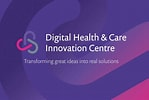 Digital Health & Care
Innovation Centre
Transforming great ideas into real solutions